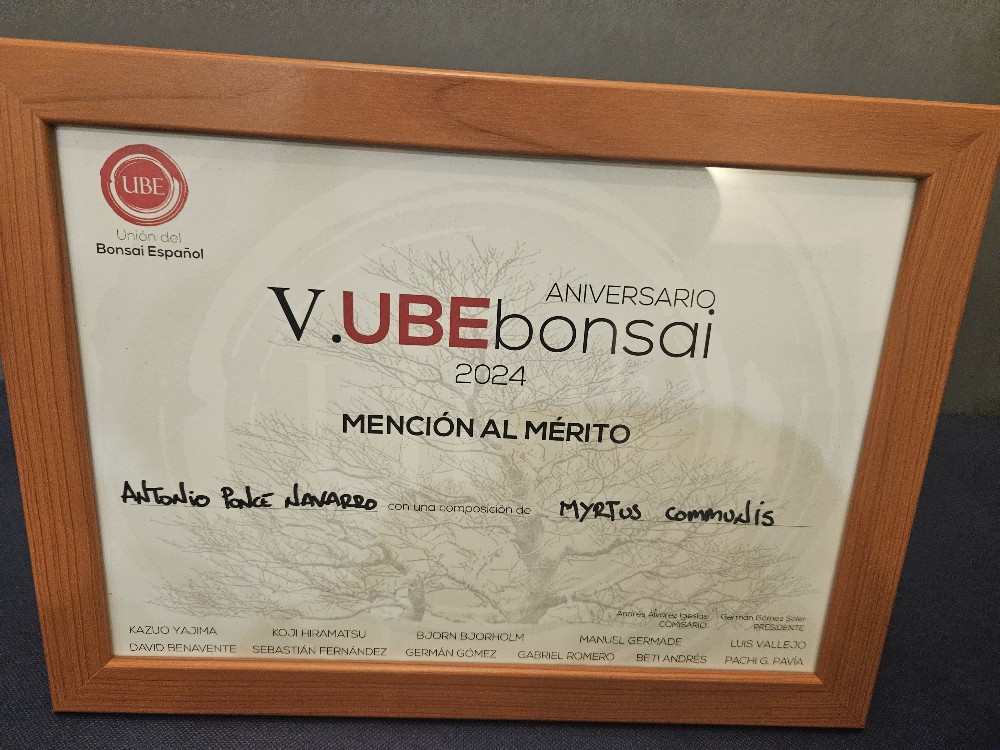 UBE
Unión del
Bonsai Español
ANIVERSARIO
V.UBEbonsai
2024
MENCIÓN AL MÉRITO
ANTONIO PONCE NAVARRO con una composición de MYRTUS COMMUNIS
Andrés Álvarez Iglesias Germán Gómez Soler
COMISARIO PRESIDENTE
KAZUO YAJIMA KOJI HIRAMATSU BJORN BJORHOLM MANUEL GERMADE LUIS VALLEJO
DAVID BENAVENTE SEBASTIÁN FERNÁNDEZ GERMÁN GÓMEZ GABRIEL ROMERO BETI ANDRÉS PACHI G. PAVÍA